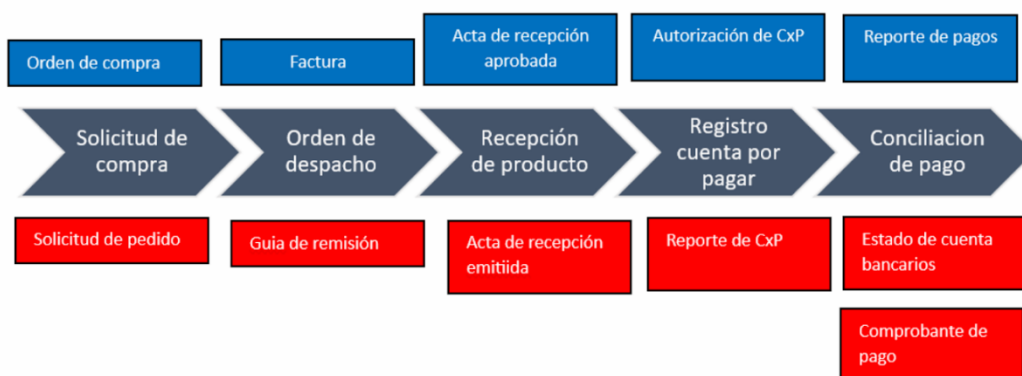 Orden de compra
Factura
Acta de recepción
aprobada
Autorización de CxP
Reporte de pagos
Solicitud de
compra
Orden de
despacho
Recepción
de producto
Registro
cuenta por
pagar
Conciliacion
de pago
Solicitud de pedido
Guia de remisión
Acta de recepción
emitiida
Reporte de CxP
Estado de cuenta
bancarios
Comprobante de
pago